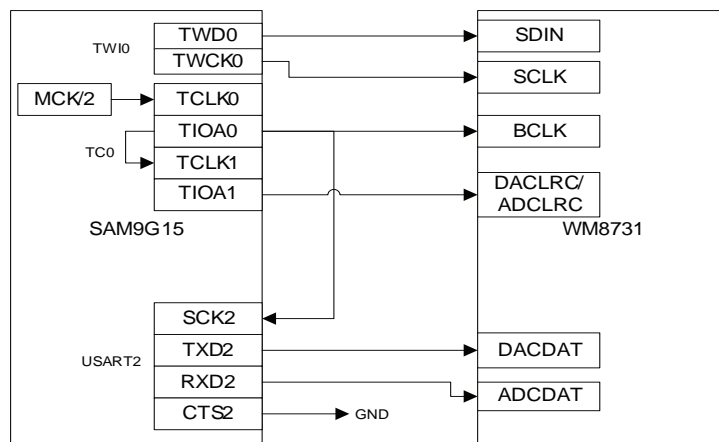 TWI0
TWD0
TWCK0
MCK/2
TCLK0
TIOA0
TC0
TCLK1
TIOA1
SAM9G15
SCK2
TXD2
USART2
RXD2
CTS2
GND
SDIN
SCLK
BCLK
DACLRC/
ADCLRC
WM8731
DACDAT
ADCDAT